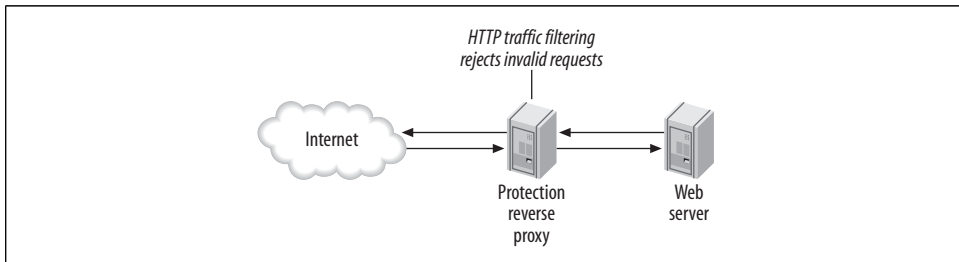 HTTP traffic filtering
rejects invalid requests
Internet
Protection
reverse
proxy
Web
server